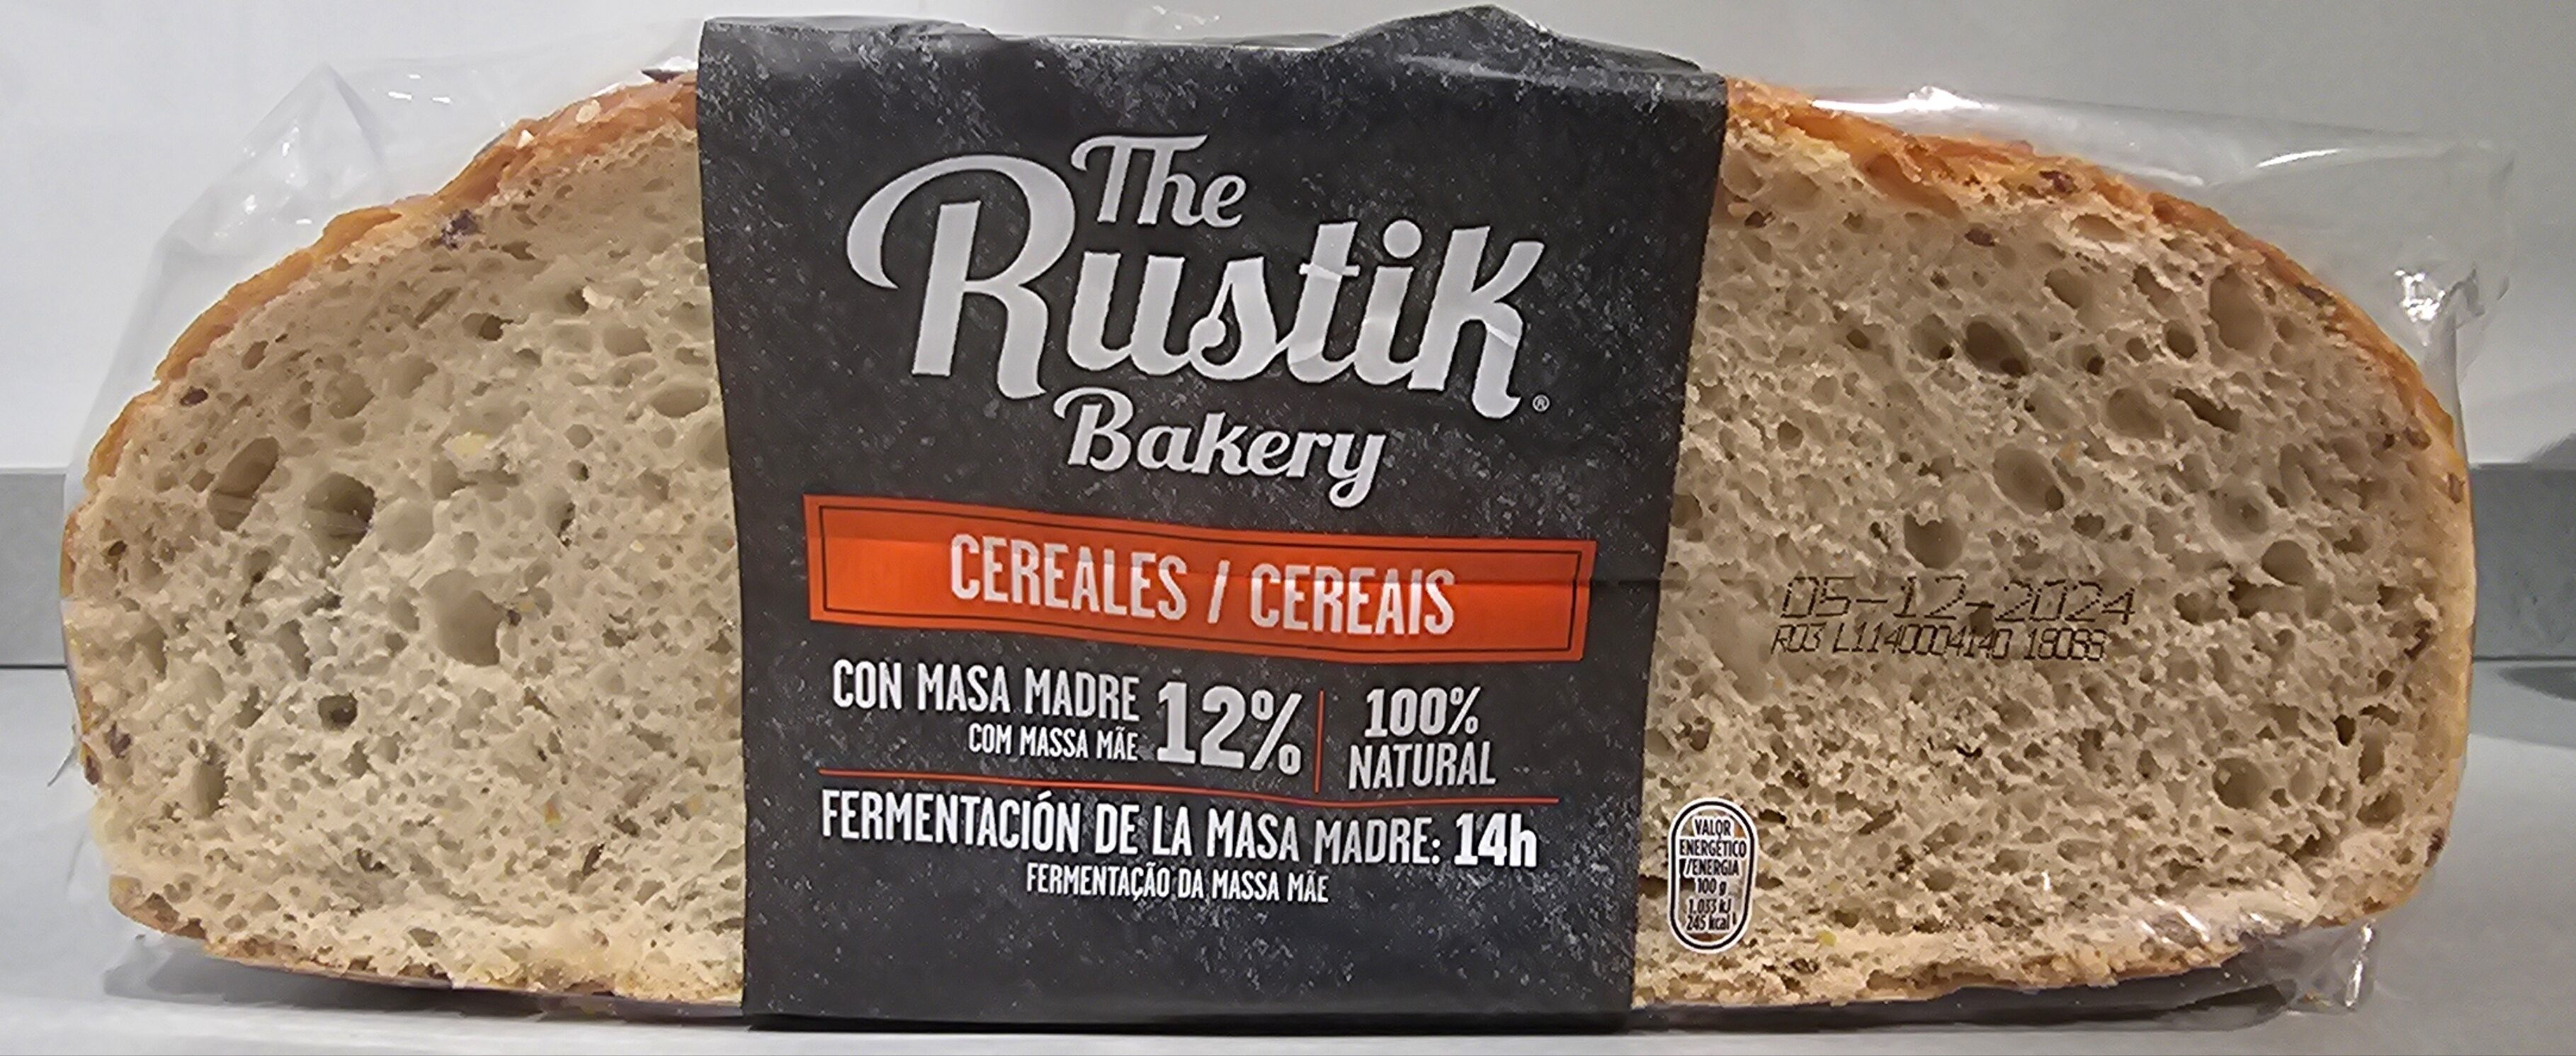 The
Rustik
Bakery
®
CEREALES / CEREAIS
CON MASA MADRE 12%
COM MASSA MÃE
100%
NATURAL
FERMENTACIÓN DE LA MASA MADRE: 14h
FERMENTAÇÃO DA MASSA MÃE
05-12-2024
R03 L1140004140
VALOR
ENERGÉTICO
/ENERGIA
100 g
1.033 kJ
245 kcal